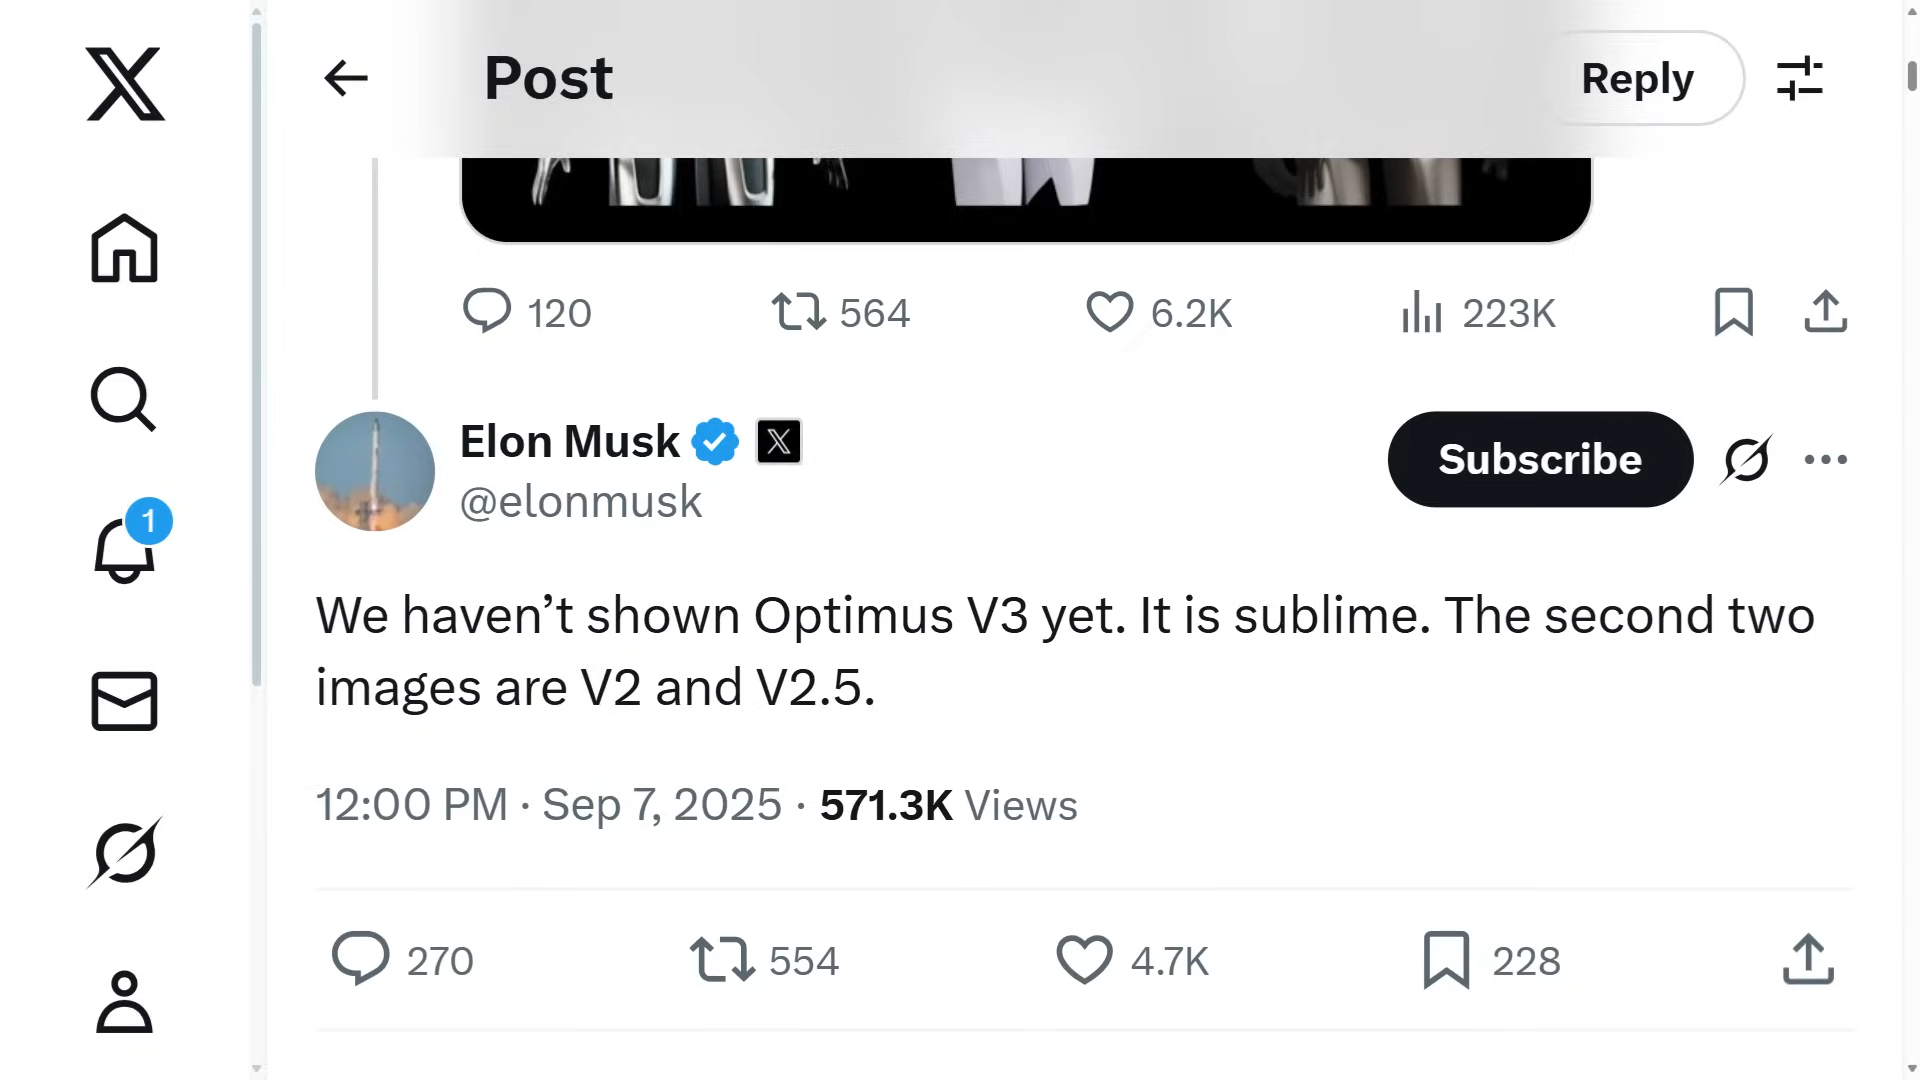 Post
Reply
120 564 6.2K 223K
Elon Musk
@elonmusk
Subscribe
1
We haven’t shown Optimus V3 yet. It is sublime. The second two
images are V2 and V2.5.
12:00 PM · Sep 7, 2025 · 571.3K Views
270 554 4.7K 228